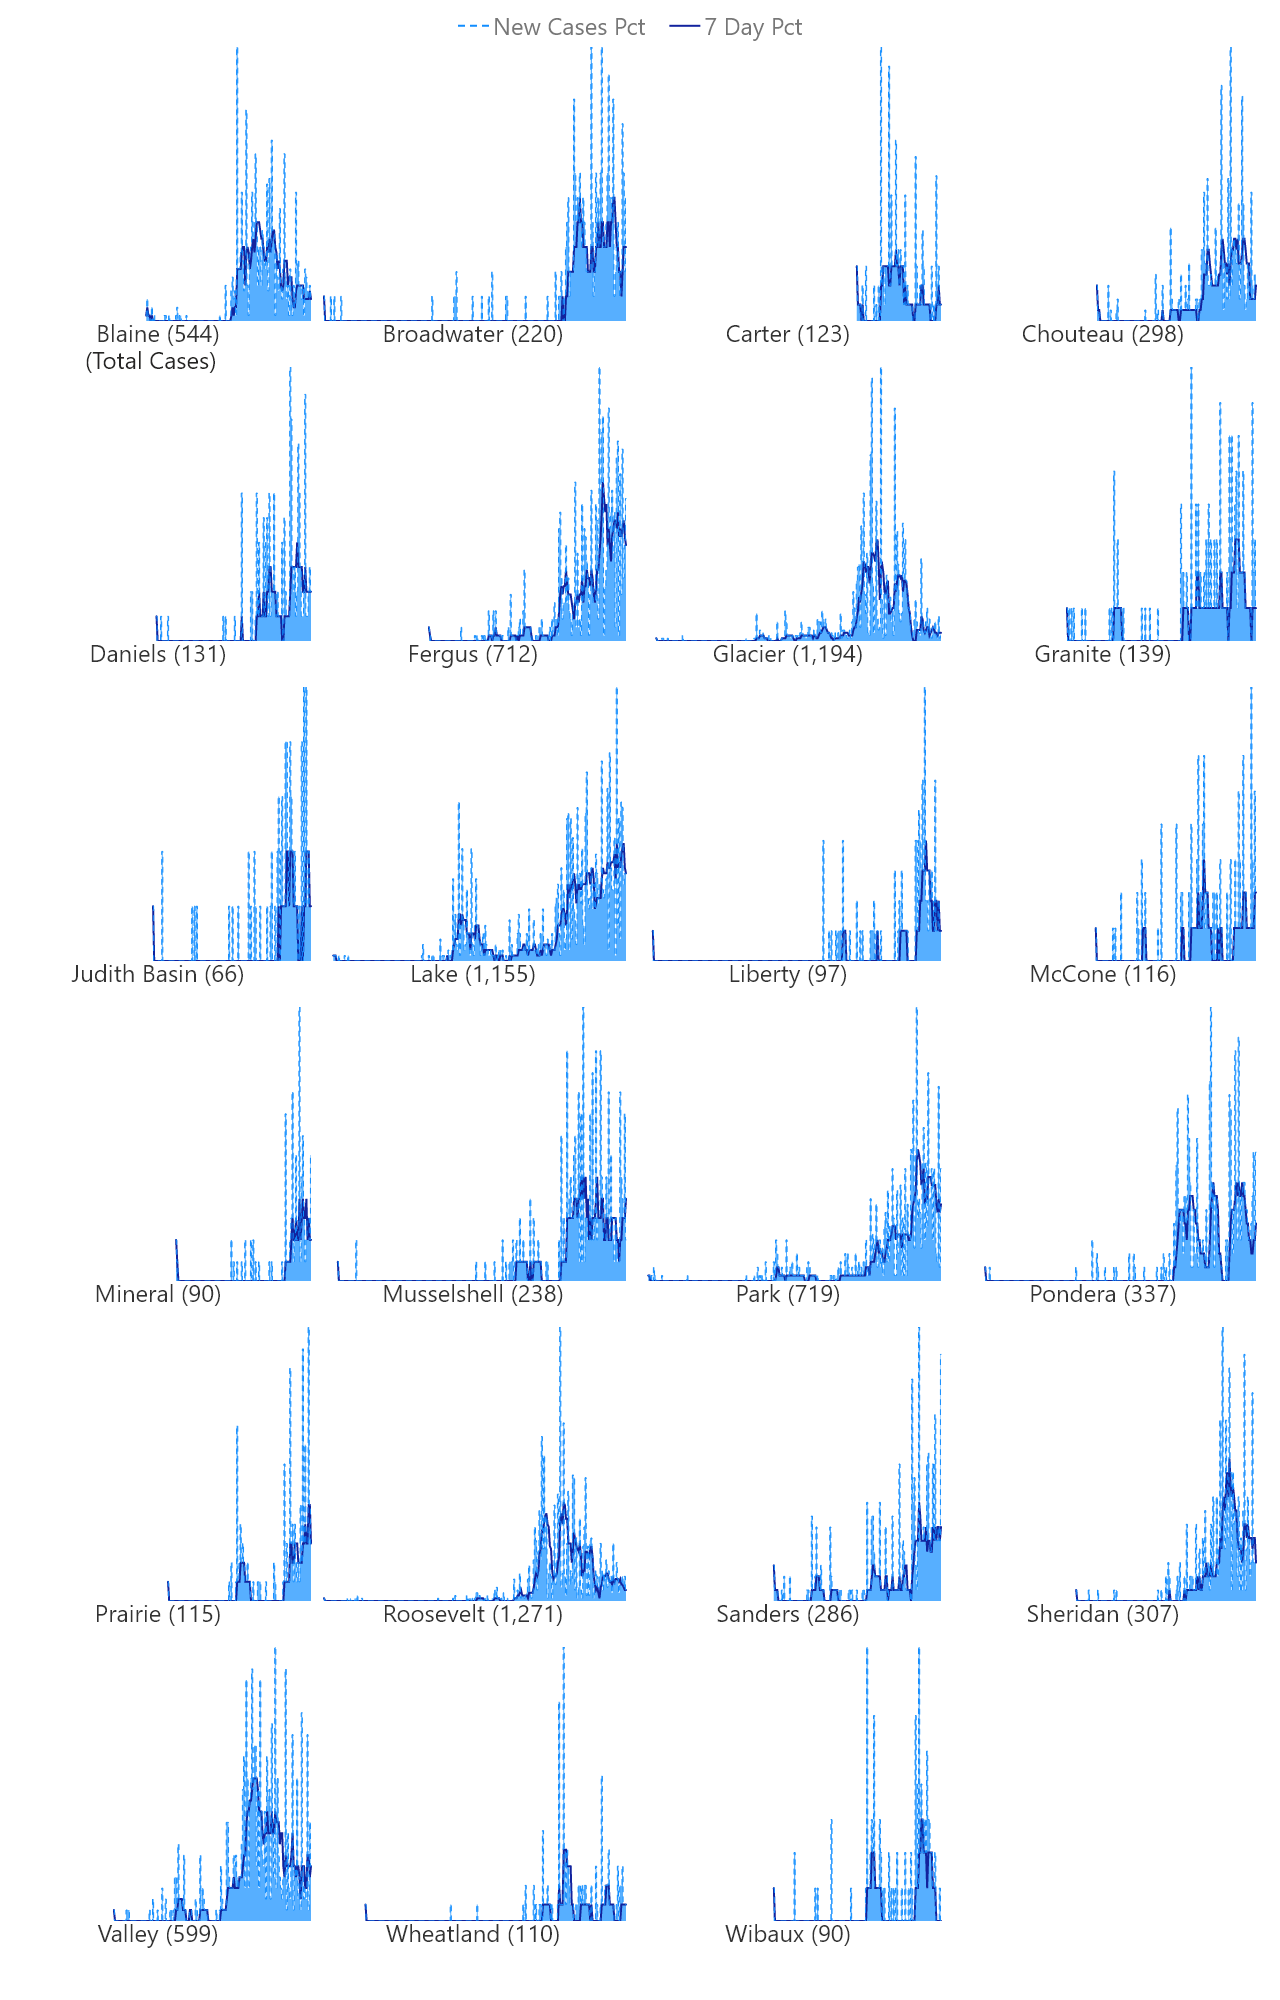 New Cases Pct 7 Day Pct
Blaine (544) Broadwater (220) Carter (123) Chouteau (298)
(Total Cases)
Daniels (131) Fergus (712) Glacier (1,194) Granite (139)
Judith Basin (66) Lake (1,155) Liberty (97) McCone (116)
Mineral (90) Musselshell (238) Park (719) Pondera (337)
Prairie (115) Roosevelt (1,271) Sanders (286) Sheridan (307)
Valley (599) Wheatland (110) Wibaux (90)